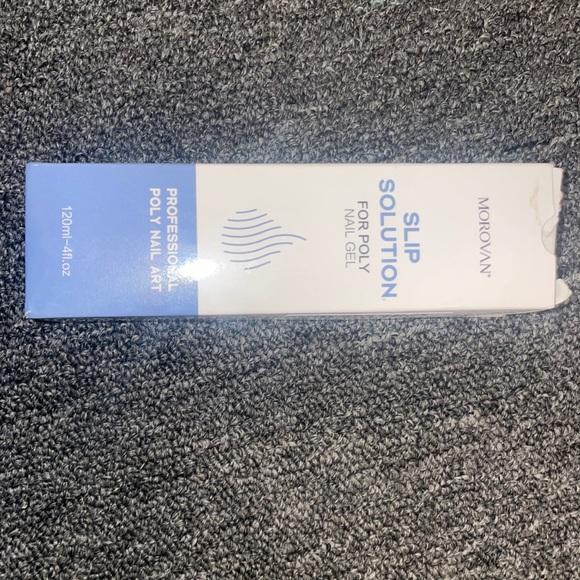 MOROVAN®
SLIP
SOLUTION
FOR POLY
NAIL GEL
PROFESSIONAL
POLY NAIL ART
120ml~4fl.oz